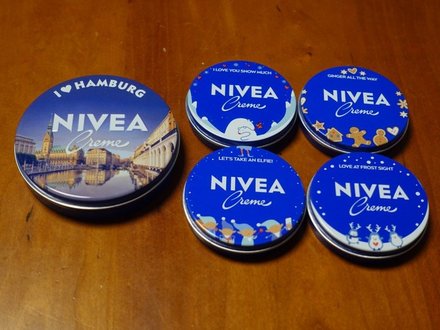 I ♥ HAMBURG
NIVEA
Creme
I LOVE YOU SNOW MUCH
NIVEA
Creme
GINGER ALL THE WAY
NIVEA
Creme
LET'S TAKE AN ELFIE!
NIVEA
Creme
LOVE AT FROST SIGHT
NIVEA
Creme